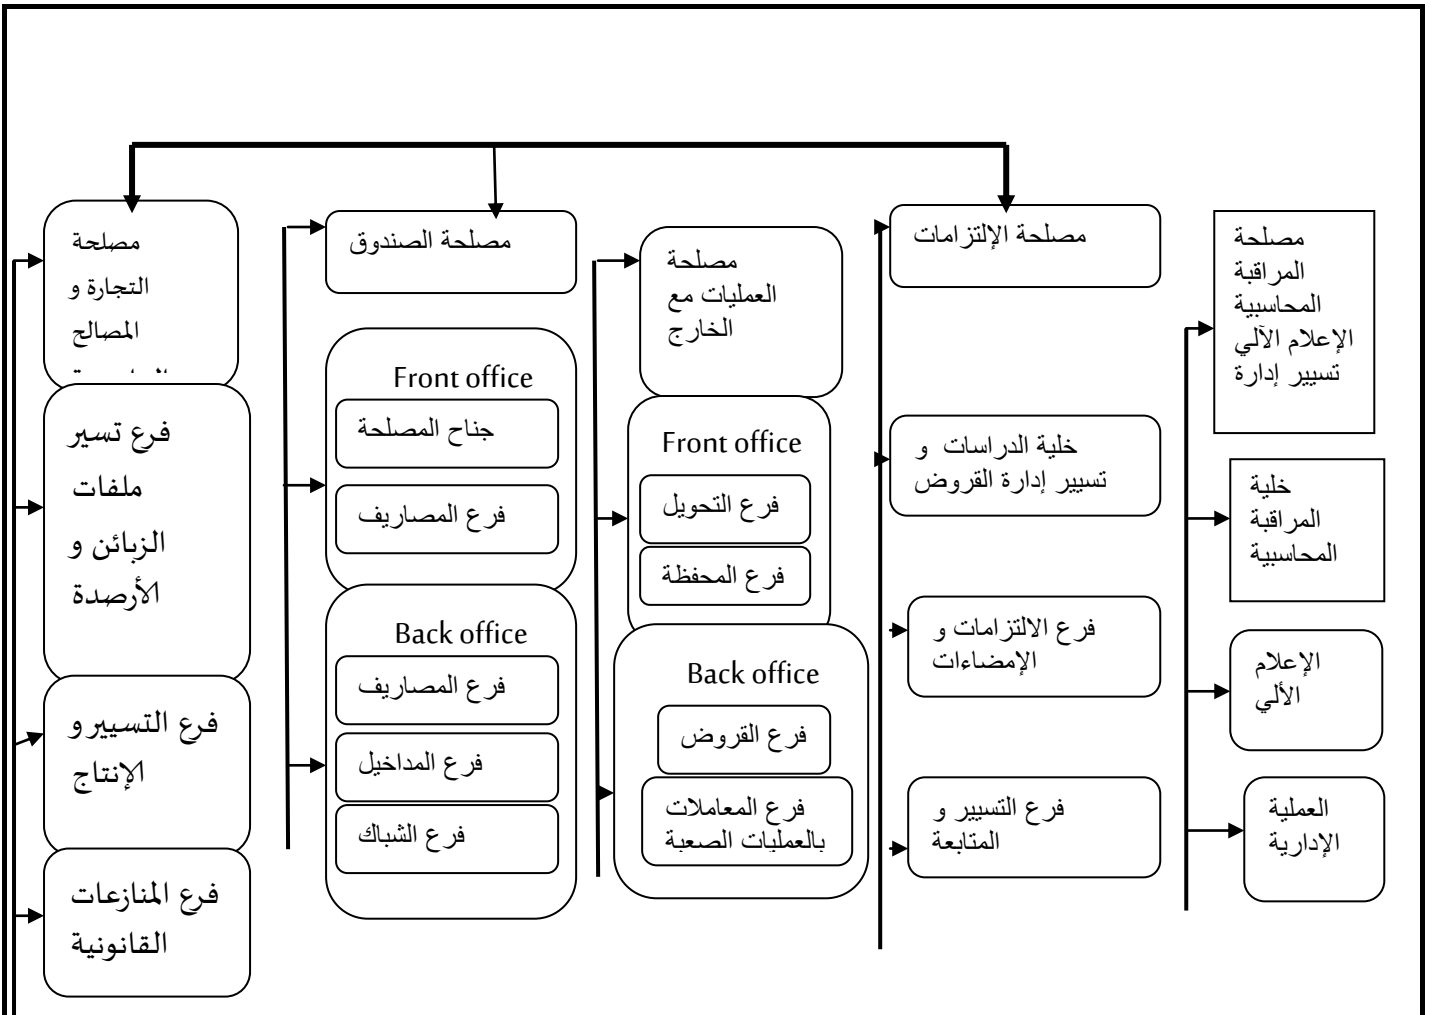 مصلحة
المراقبة
المحاسبية
الإعلام الآلي
تسيير إدارة
خلية
المراقبة
المحاسبية
الإعلام
الألي
العملية
الإدارية
مصلحة الإلتزامات
خلية الدراسات و
تسيير إدارة القروض
فرع الالتزامات و
الإمضاءات
فرع التسيير و
المتابعة
مصلحة
العمليات مع
الخارج
Front office
فرع التحويل
فرع المحفظة
Back office
فرع القروض
فرع المعاملات
بالعمليات الصعبة
مصلحة الصندوق
Front office
جناح المصلحة
فرع المصاريف
Back office
فرع المصاريف
فرع المداخيل
فرع الشباك
مصلحة
التجارة و
المصالح
فرع تسير
ملفات
الزبائن و
الأرصدة
فرع التسيير و
الإنتاج
فرع المنازعات
القانونية